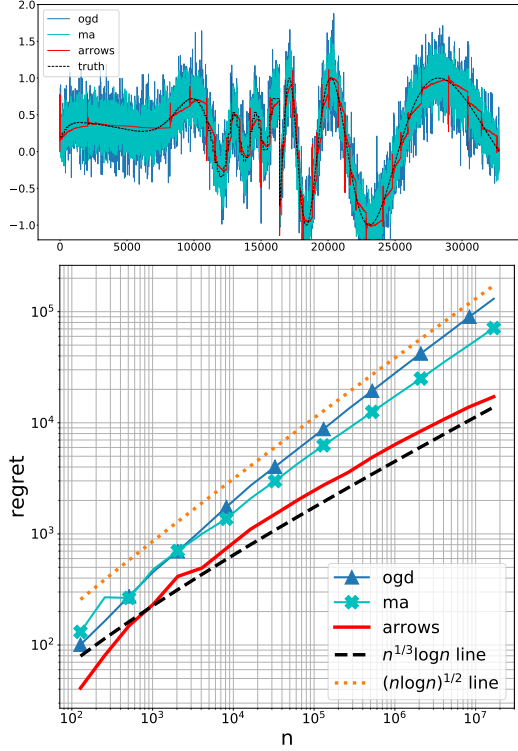 2.0
1.5
1.0
0.5
0.0
−0.5
−1.0
ogd
ma
arrows
truth
0 5000 10000 15000 20000 25000 30000
10^5
10^4
10^3
10^2
regret
ogd
ma
arrows
n^{1/3}logn line
(nlogn)^{1/2} line
10^2 10^3 10^4 10^5 10^6 10^7
n